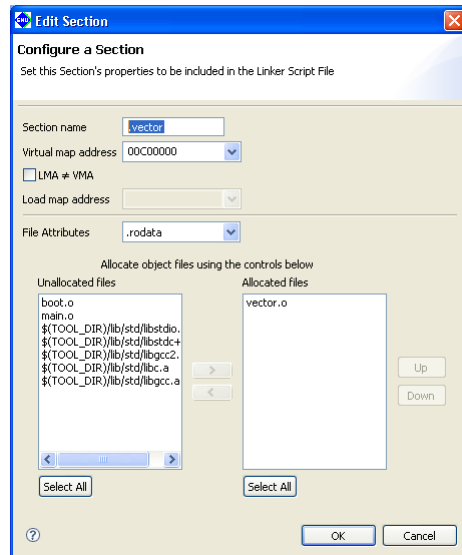 GNU Edit Section
Configure a Section
Set this Section's properties to be included in the Linker Script File
Section name .vector
Virtual map address 00C00000
LMA ≠ VMA
Load map address
File Attributes .rodata
Allocate object files using the controls below
Unallocated files Allocated files
boot.o vector.o
main.o
$(TOOL_DIR)/lib/std/libstdio.
$(TOOL_DIR)/lib/std/libstdc+
$(TOOL_DIR)/lib/std/libgcc2.
$(TOOL_DIR)/lib/std/libc.a
$(TOOL_DIR)/lib/std/libgcc.a
> Up
< Down
Select All Select All
? OK Cancel